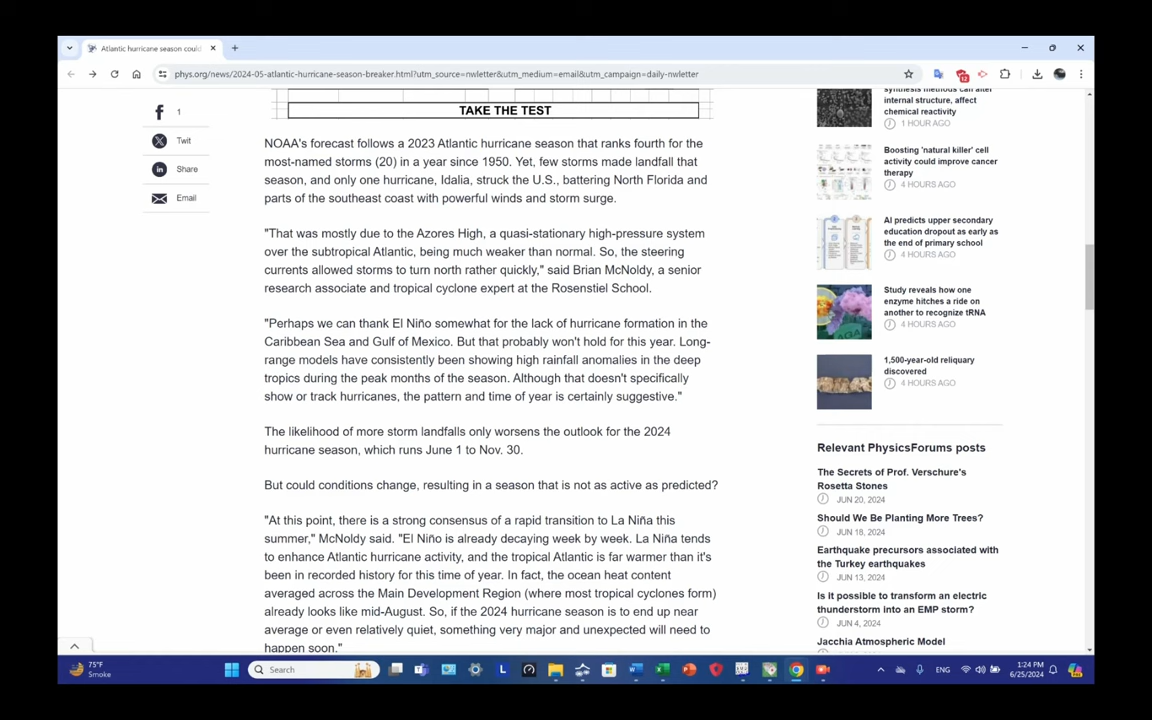 Atlantic hurricane season could
phys.org/news/2024-05-atlantic-hurricane-season-breaker.html?utm_source=nwletter&utm_medium=email&utm_campaign=daily-nwletter
12
1
Twit
Share
Email
TAKE THE TEST
NOAA's forecast follows a 2023 Atlantic hurricane season that ranks fourth for the
most-named storms (20) in a year since 1950. Yet, few storms made landfall that
season, and only one hurricane, Idalia, struck the U.S., battering North Florida and
parts of the southeast coast with powerful winds and storm surge.
"That was mostly due to the Azores High, a quasi-stationary high-pressure system
over the subtropical Atlantic, being much weaker than normal. So, the steering
currents allowed storms to turn north rather quickly," said Brian McNoldy, a senior
research associate and tropical cyclone expert at the Rosenstiel School.
"Perhaps we can thank El Niño somewhat for the lack of hurricane formation in the
Caribbean Sea and Gulf of Mexico. But that probably won't hold for this year. Long-
range models have consistently been showing high rainfall anomalies in the deep
tropics during the peak months of the season. Although that doesn't specifically
show or track hurricanes, the pattern and time of year is certainly suggestive."
The likelihood of more storm landfalls only worsens the outlook for the 2024
hurricane season, which runs June 1 to Nov. 30.
But could conditions change, resulting in a season that is not as active as predicted?
"At this point, there is a strong consensus of a rapid transition to La Niña this
summer," McNoldy said. "El Niño is already decaying week by week. La Niña tends
to enhance Atlantic hurricane activity, and the tropical Atlantic is far warmer than it's
been in recorded history for this time of year. In fact, the ocean heat content
averaged across the Main Development Region (where most tropical cyclones form)
already looks like mid-August. So, if the 2024 hurricane season is to end up near
average or even relatively quiet, something very major and unexpected will need to
happen soon."
synthesis methods can alter
internal structure, affect
chemical reactivity
1 HOUR AGO
Boosting 'natural killer' cell
activity could improve cancer
therapy
4 HOURS AGO
AI predicts upper secondary
education dropout as early as
the end of primary school
4 HOURS AGO
Study reveals how one
enzyme hitches a ride on
another to recognize tRNA
4 HOURS AGO
1,500-year-old reliquary
discovered
4 HOURS AGO
Relevant PhysicsForums posts
The Secrets of Prof. Verschure's
Rosetta Stones
JUN 20, 2024
Should We Be Planting More Trees?
JUN 18, 2024
Earthquake precursors associated with
the Turkey earthquakes
JUN 13, 2024
Is it possible to transform an electric
thunderstorm into an EMP storm?
JUN 4, 2024
Jacchia Atmospheric Model
75°F
Smoke
Search
ENG
1:24 PM
6/25/2024